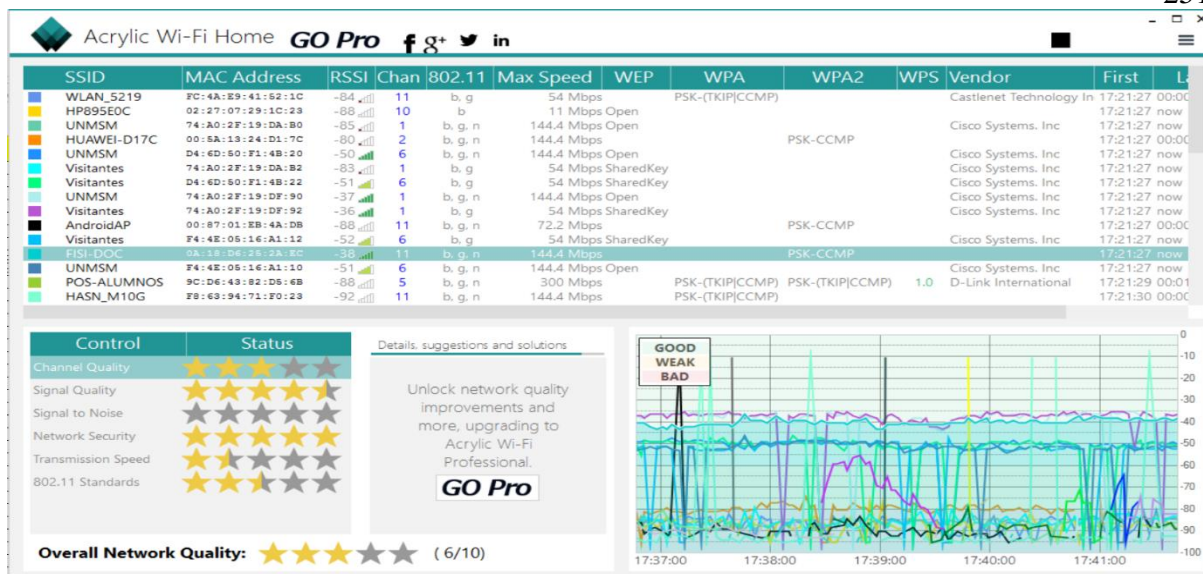 Acrylic Wi-Fi Home GO Pro f g+ in
SSID MAC Address RSSI Chan 802.11 Max Speed WEP WPA WPA2 WPS Vendor First
WLAN_5219 FC:4A:E9:41:52:1C -84 11 b, g 54 Mbps PSK-(TKIP|CCMP) Castlenet Technology In 17:21:27 00:00
HP895E0C 02:27:07:29:1C:23 -88 10 b 11 Mbps Open 17:21:27 now
UNMSM 74:A0:2F:19:DA:B0 -85 1 b, g, n 144.4 Mbps Open Cisco Systems. Inc 17:21:27 now
HUAWEI-D17C 00:5A:13:24:D1:7C -80 2 b, g, n 144.4 Mbps PSK-CCMP 17:21:27 00:00
UNMSM D4:6D:50:F1:4B:20 -50 6 b, g, n 144.4 Mbps Open Cisco Systems. Inc 17:21:27 now
Visitantes 74:A0:2F:19:DA:B2 -83 1 b, g 54 Mbps SharedKey Cisco Systems. Inc 17:21:27 now
Visitantes D4:6D:50:F1:4B:22 -51 6 b, g 54 Mbps SharedKey Cisco Systems. Inc 17:21:27 now
UNMSM 74:A0:2F:19:DF:90 -37 1 b, g, n 144.4 Mbps Open Cisco Systems. Inc 17:21:27 now
Visitantes 74:A0:2F:19:DF:92 -36 1 b, g 54 Mbps SharedKey Cisco Systems. Inc 17:21:27 now
AndroidAP 00:87:01:EB:4A:DB -88 11 b, g, n 72.2 Mbps PSK-CCMP 17:21:27 00:00
Visitantes F4:4E:05:16:A1:12 -52 6 b, g 54 Mbps SharedKey Cisco Systems. Inc 17:21:27 now
FISI-DOC 0A:18:D6:25:2A:EC -38 11 b, g, n 144.4 Mbps PSK-CCMP 17:21:27 now
UNMSM F4:4E:05:16:A1:10 -51 6 b, g, n 144.4 Mbps Open Cisco Systems. Inc 17:21:27 now
POS-ALUMNOS 9C:D6:43:82:D5:6B -88 5 b, g, n 300 Mbps PSK-(TKIP|CCMP) PSK-(TKIP|CCMP) 1.0 D-Link International 17:21:29 00:01
HASN_M10G F8:63:94:71:F0:23 -92 11 b, g, n 144.4 Mbps PSK-(TKIP|CCMP) 17:21:30 00:00
Control Status
Channel Quality
Signal Quality
Signal to Noise
Network Security
Transmission Speed
802.11 Standards
Overall Network Quality: ( 6/10)
Details, suggestions and solutions
Unlock network quality
improvements and
more, upgrading to
Acrylic Wi-Fi
Professional.
GO Pro
GOOD
WEAK
BAD
0
-10
-20
-30
-40
-50
-60
-70
-80
-90
-100
17:37:00 17:38:00 17:39:00 17:40:00 17:41:00